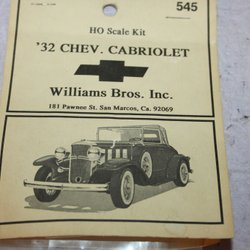 545
HO Scale Kit
'32 CHEV. CABRIOLET
Williams Bros. Inc.
181 Pawnee St. San Marcos, Ca. 92069